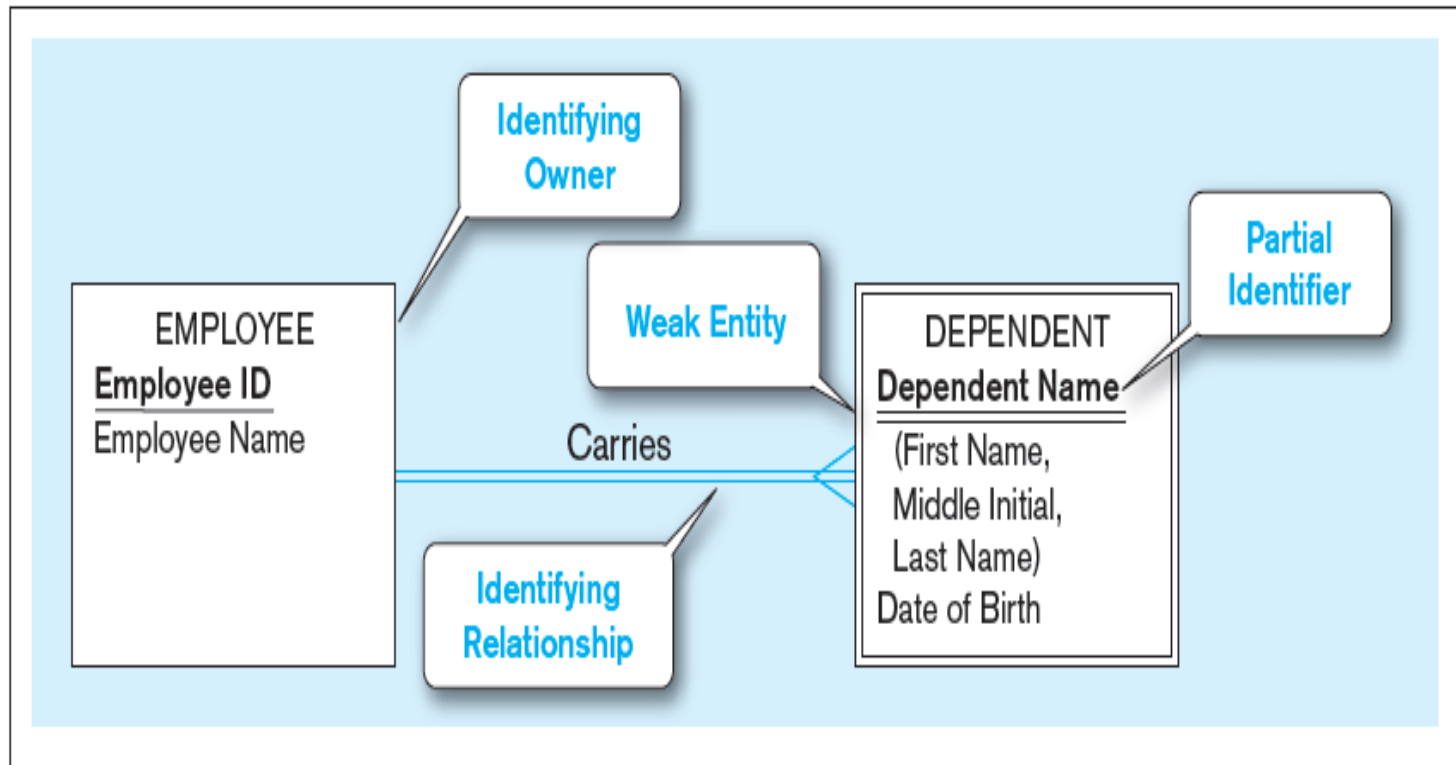 Identifying
Owner
Partial
Identifier
Weak Entity
EMPLOYEE
Employee ID
Employee Name
DEPENDENT
Dependent Name
(First Name,
Middle Initial,
Last Name)
Date of Birth
Carries
Identifying
Relationship